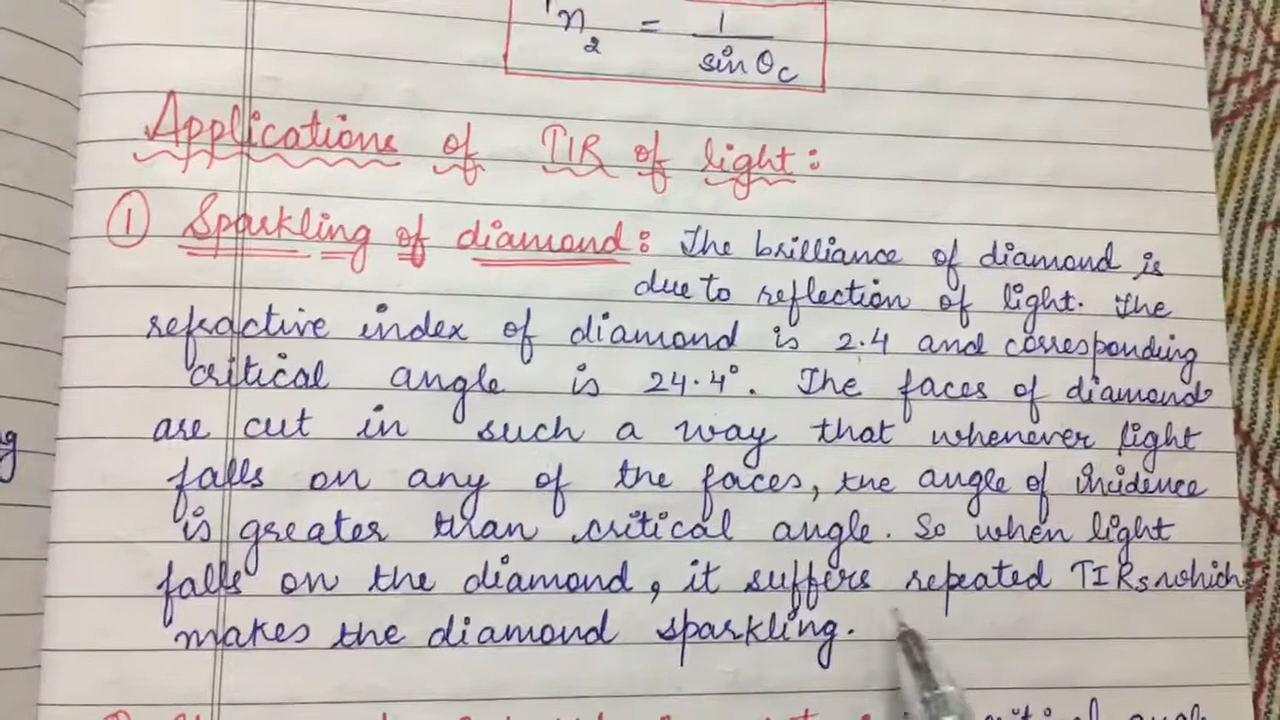 ¹n₂ = 1 / sin θc
Applications of TIR of light:
① Sparkling of diamond: The brilliance of diamond is
due to reflection of light. The
refractive index of diamond is 2.4 and corresponding
critical angle is 24.4°. The faces of diamond
are cut in such a way that whenever light
falls on any of the faces, the angle of incidence
is greater than critical angle. So when light
falls on the diamond, it suffers repeated TIRs which
makes the diamond sparkling.